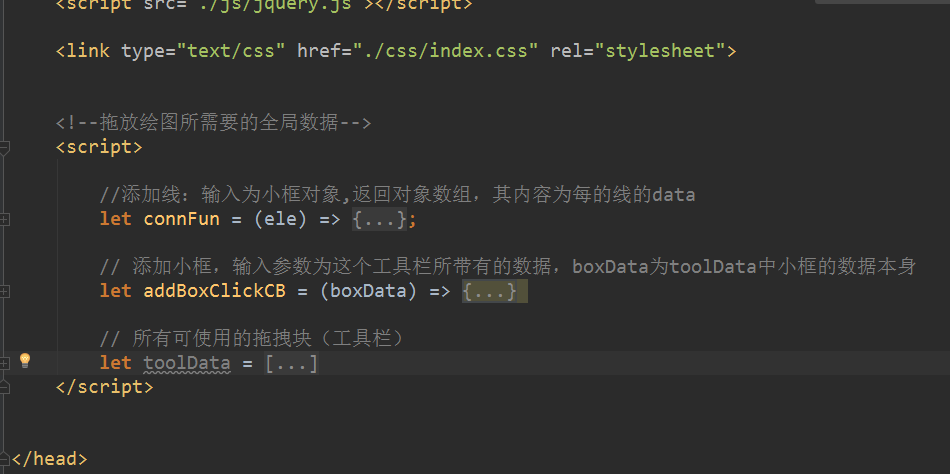 <script src="./js/jquery.js"></script>
<link type="text/css" href="./css/index.css" rel="stylesheet">
<!--拖放绘图所需要的全局数据-->
<script>
//添加线：输入为小框对象,返回对象数组，其内容为每的线的data
let connFun = (ele) => {...};
// 添加小框，输入参数为这个工具栏所带有的数据，boxData为toolData中小框的数据本身
let addBoxClickCB = (boxData) => {...}
// 所有可使用的拖拽块（工具栏）
let toolData = [...]
</script>
</head>